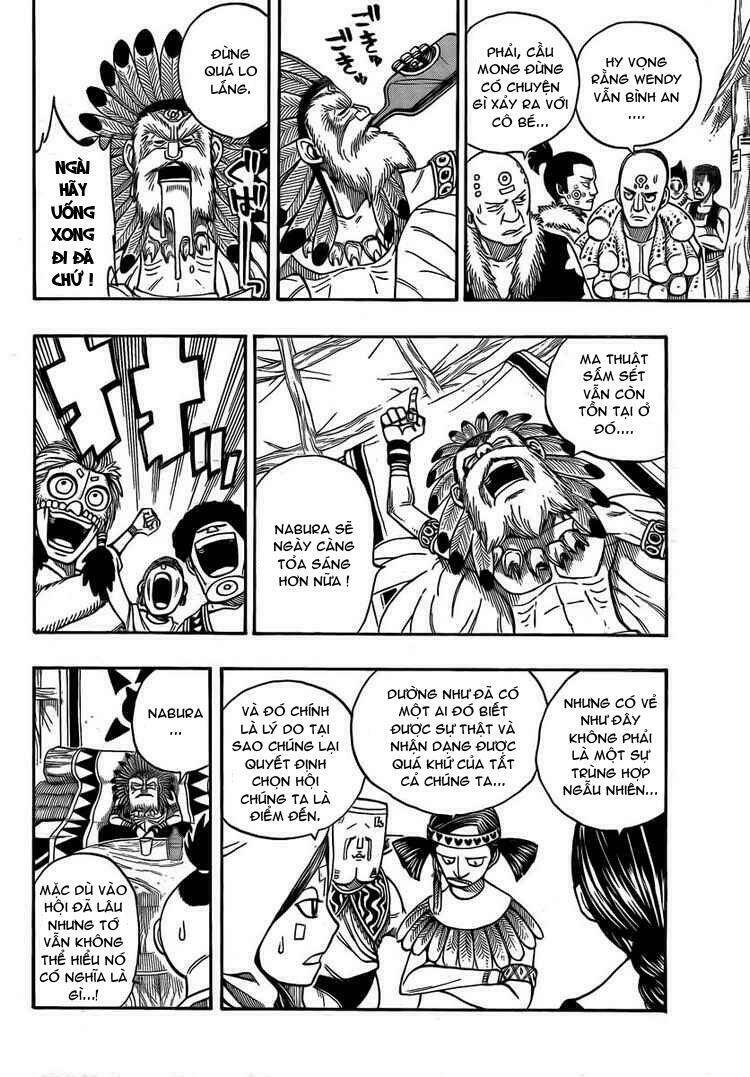 HY VỌNG
RẰNG WENDY
VẪN BÌNH AN
....
PHẢI, CẦU
MONG ĐỪNG
CÓ CHUYỆN
GÌ XẢY RA VỚI
CÔ BÉ...
ごきゅ
ごきゅ
ĐỪNG
QUÁ LO
LẮNG.
NGÀI
HÃY
UỐNG
XONG
ĐI ĐÃ
CHỨ !
MA THUẬT
SẤM SÉT
VẪN CÒN
TỒN TẠI Ở
ĐÓ....
NABURA SẼ
NGÀY CÀNG
TỎA SÁNG
HƠN NỮA !
NHƯNG CÓ VẺ
NHƯ ĐÂY
KHÔNG PHẢI
LÀ MỘT SỰ
TRÙNG HỢP
NGẪU NHIÊN...
DƯỜNG NHƯ ĐÃ CÓ
MỘT AI ĐÓ BIẾT
ĐƯỢC SỰ THẬT VÀ
NHẬN DẠNG ĐƯỢC
QUÁ KHỨ CỦA TẤT
CẢ CHÚNG TA...
VÀ ĐÓ CHÍNH
LÀ LÝ DO TẠI
SAO CHÚNG LẠI
QUYẾT ĐỊNH
CHỌN HỘI
CHÚNG TA LÀ
ĐIỂM ĐẾN.
NABURA
...
MẶC DÙ VÀO
HỘI ĐÃ LÂU
NHƯNG TỚ
VẪN KHÔNG
THỂ HIỂU NÓ
CÓ NGHĨA LÀ
GÌ...!